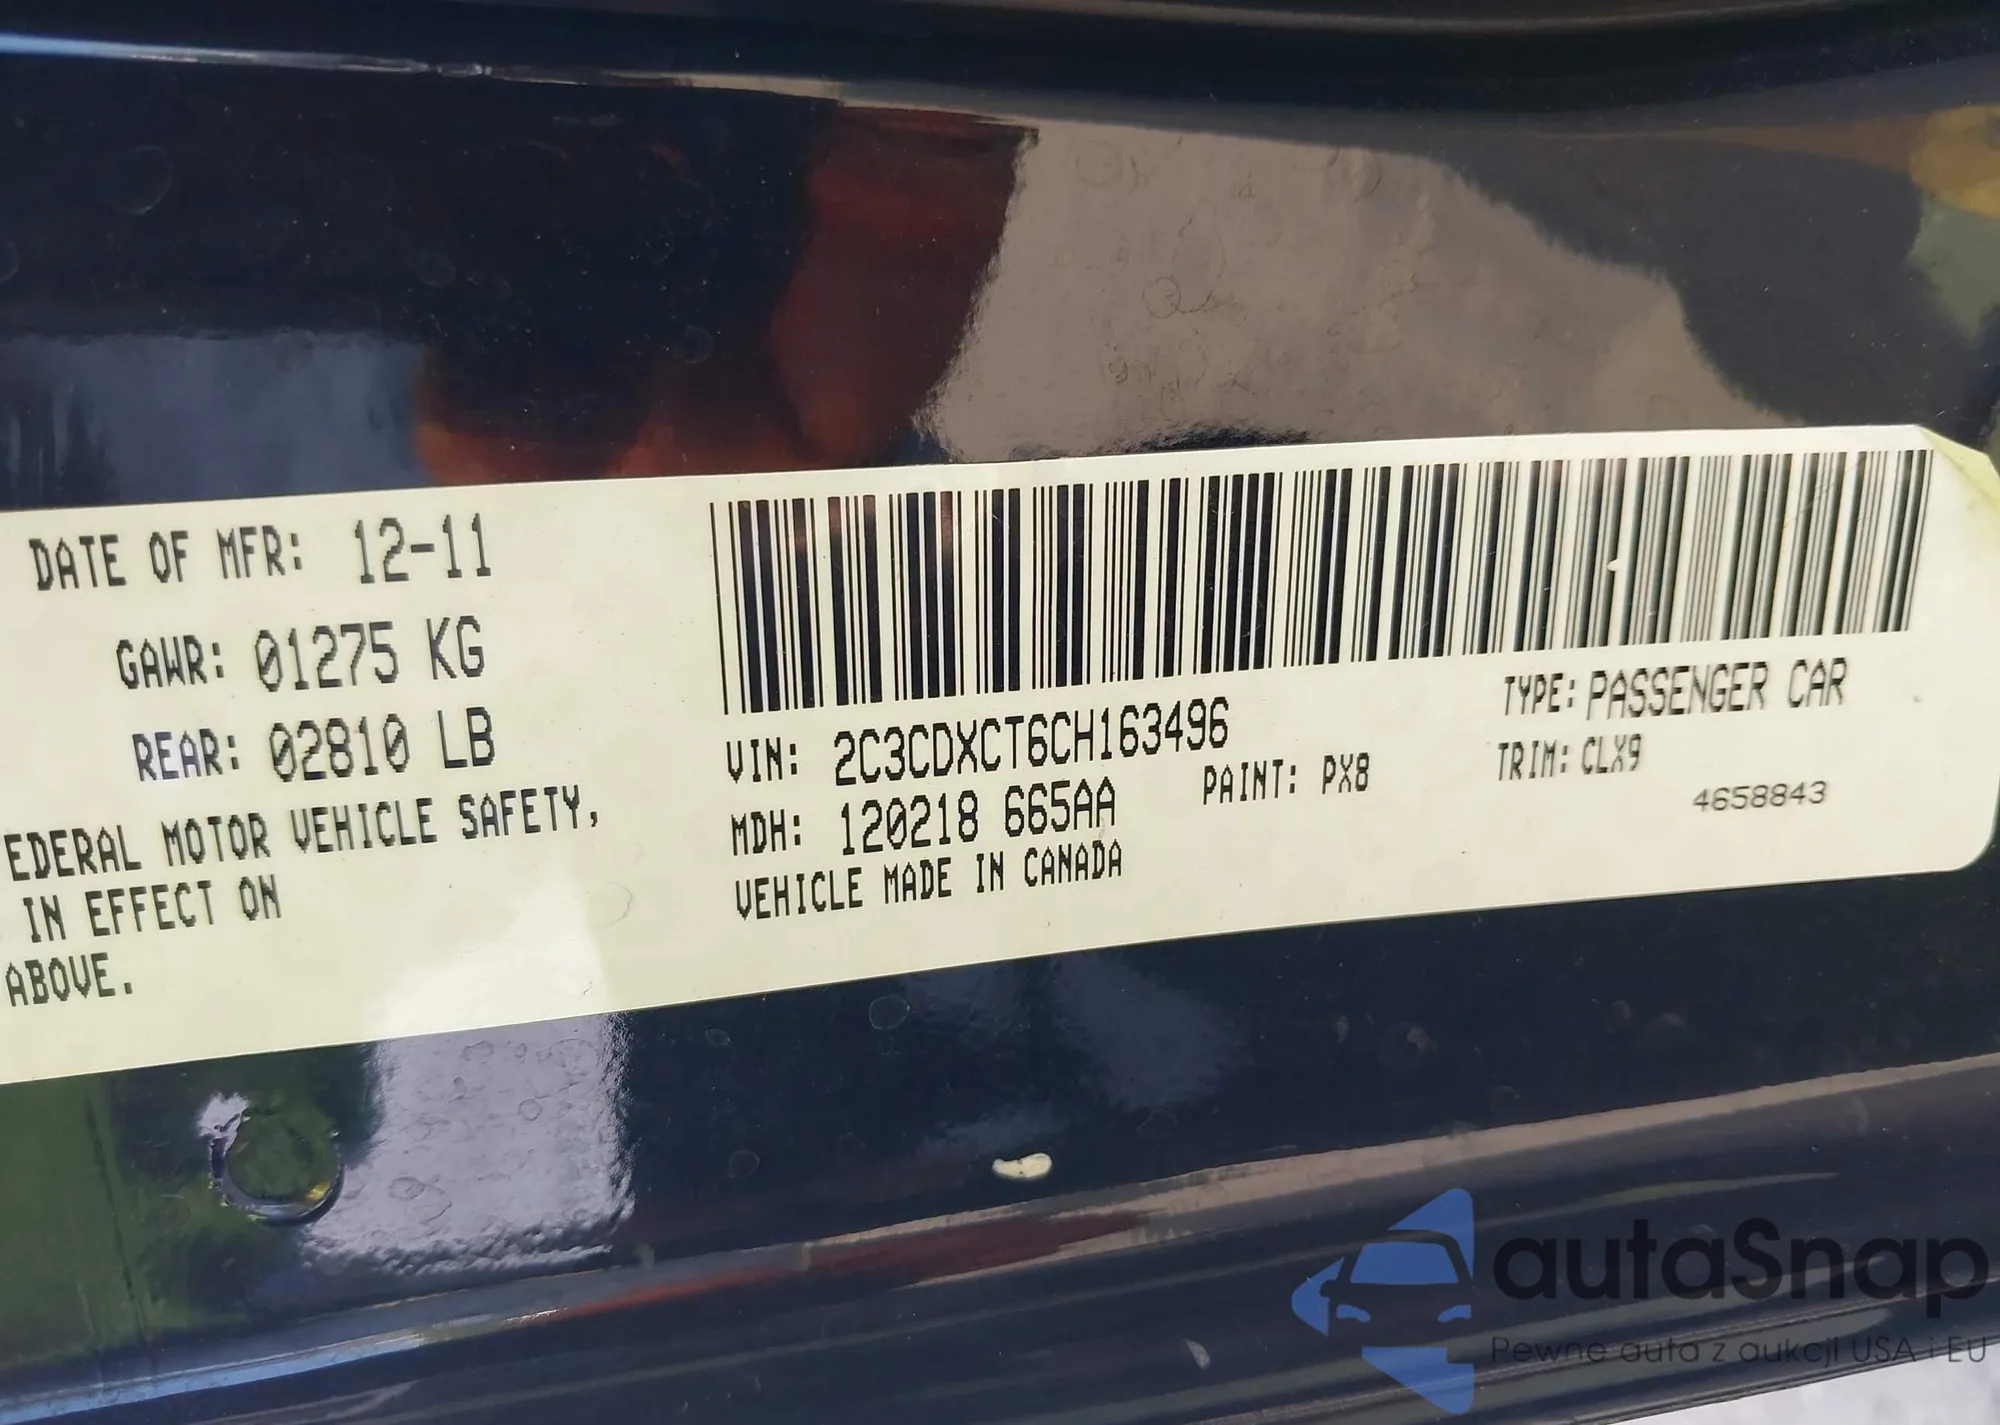 DATE OF MFR: 12-11
GAWR: 01275 KG
REAR: 02810 LB
EDERAL MOTOR VEHICLE SAFETY,
IN EFFECT ON
ABOVE.
VIN: 2C3CDXCT6CH163496
MDH: 120218 665AA
PAINT: PX8
VEHICLE MADE IN CANADA
TYPE: PASSENGER CAR
TRIM: CLX9
4658843
autaSnap
Pewne auta z aukcji USA i EU